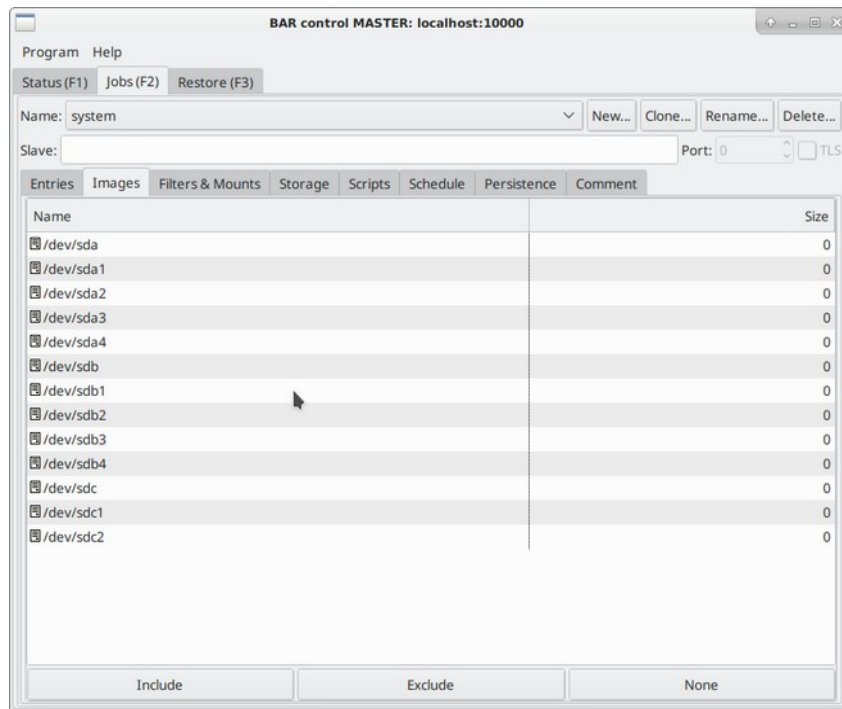 BAR control MASTER: localhost:10000
Program Help
Status (F1) Jobs (F2) Restore (F3)
Name: system New... Clone... Rename... Delete...
Slave: Port: 0 TLS
Entries Images Filters & Mounts Storage Scripts Schedule Persistence Comment
Name Size
/dev/sda 0
/dev/sda1 0
/dev/sda2 0
/dev/sda3 0
/dev/sda4 0
/dev/sdb 0
/dev/sdb1 0
/dev/sdb2 0
/dev/sdb3 0
/dev/sdb4 0
/dev/sdc 0
/dev/sdc1 0
/dev/sdc2 0
Include Exclude None